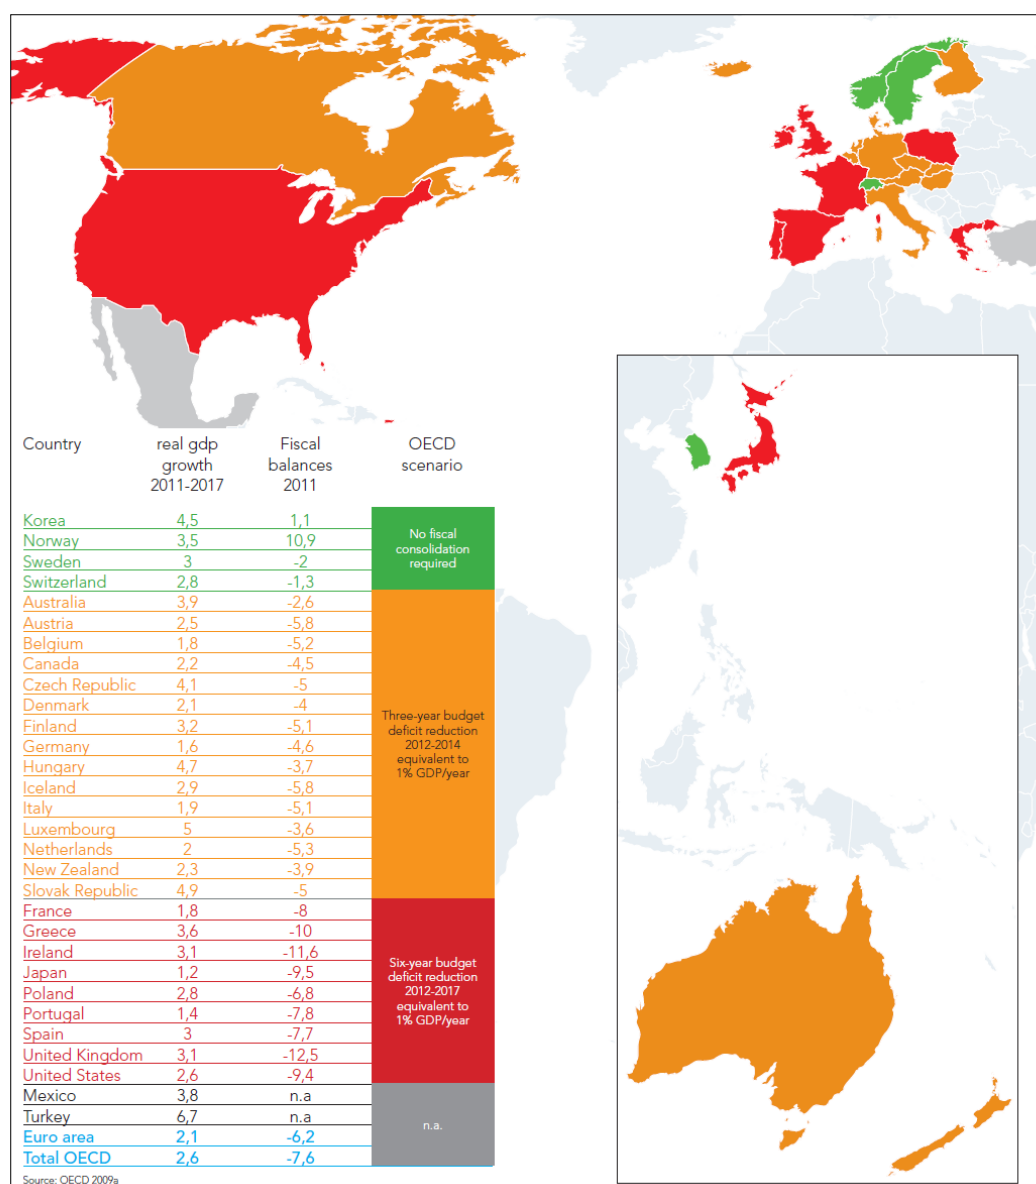 Country real gdp growth 2011-2017 Fiscal balances 2011 OECD scenario
Korea 4,5 1,1
Norway 3,5 10,9
Sweden 3 -2
Switzerland 2,8 -1,3
No fiscal
consolidation
required
Australia 3,9 -2,6
Austria 2,5 -5,8
Belgium 1,8 -5,2
Canada 2,2 -4,5
Czech Republic 4,1 -5
Denmark 2,1 -4
Finland 3,2 -5,1
Germany 1,6 -4,6
Hungary 4,7 -3,7
Iceland 2,9 -5,8
Italy 1,9 -5,1
Luxembourg 5 -3,6
Netherlands 2 -5,3
New Zealand 2,3 -3,9
Slovak Republic 4,9 -5
Three-year budget
deficit reduction
2012-2014
equivalent to
1% GDP/year
France 1,8 -8
Greece 3,6 -10
Ireland 3,1 -11,6
Japan 1,2 -9,5
Poland 2,8 -6,8
Portugal 1,4 -7,8
Spain 3 -7,7
United Kingdom 3,1 -12,5
United States 2,6 -9,4
Six-year budget
deficit reduction
2012-2017
equivalent to
1% GDP/year
Mexico 3,8 n.a
Turkey 6,7 n.a
Euro area 2,1 -6,2
Total OECD 2,6 -7,6
n.a.
Source: OECD 2009a